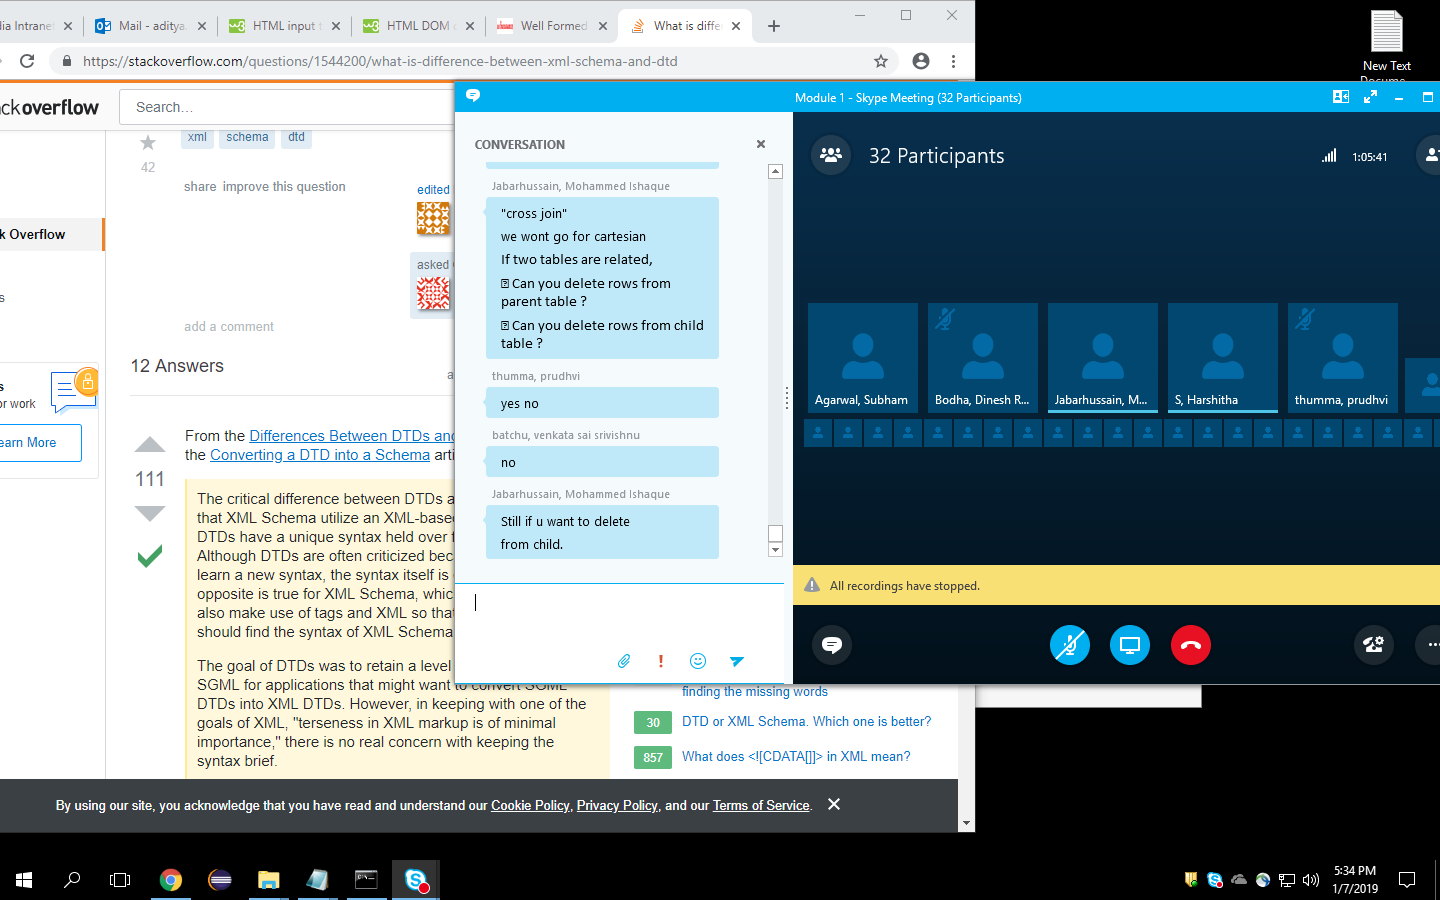 dia Intranet
Mail - aditya.
HTML input t
HTML DOM
Well Formed
What is diffe
https://stackoverflow.com/questions/1544200/what-is-difference-between-xml-schema-and-dtd
New Text
ck overflow
Search...
xml schema dtd
42
share improve this question
edited
asked
k Overflow
s
add a comment
12 Answers
a
s
or work
earn More
111
From the Differences Between DTDs and
the Converting a DTD into a Schema arti
The critical difference between DTDs a
that XML Schema utilize an XML-based
DTDs have a unique syntax held over f
Although DTDs are often criticized beca
learn a new syntax, the syntax itself is
opposite is true for XML Schema, whic
also make use of tags and XML so that
should find the syntax of XML Schema
The goal of DTDs was to retain a level
SGML for applications that might want to convert SGML
DTDs into XML DTDs. However, in keeping with one of the
goals of XML, "terseness in XML markup is of minimal
importance," there is no real concern with keeping the
syntax brief.
finding the missing words
30 DTD or XML Schema. Which one is better?
857 What does <![CDATA[]]> in XML mean?
By using our site, you acknowledge that you have read and understand our Cookie Policy, Privacy Policy, and our Terms of Service.
Module 1 - Skype Meeting (32 Participants)
CONVERSATION
Jabarhussain, Mohammed Ishaque
"cross join"
we wont go for cartesian
If two tables are related,
Can you delete rows from
parent table ?
Can you delete rows from child
table ?
thumma, prudhvi
yes no
batchu, venkata sai srivishnu
no
Jabarhussain, Mohammed Ishaque
Still if u want to delete
from child.
32 Participants
1:05:41
Agarwal, Subham
Bodha, Dinesh R...
Jabarhussain, M...
S, Harshitha
thumma, prudhvi
All recordings have stopped.
5:34 PM
1/7/2019